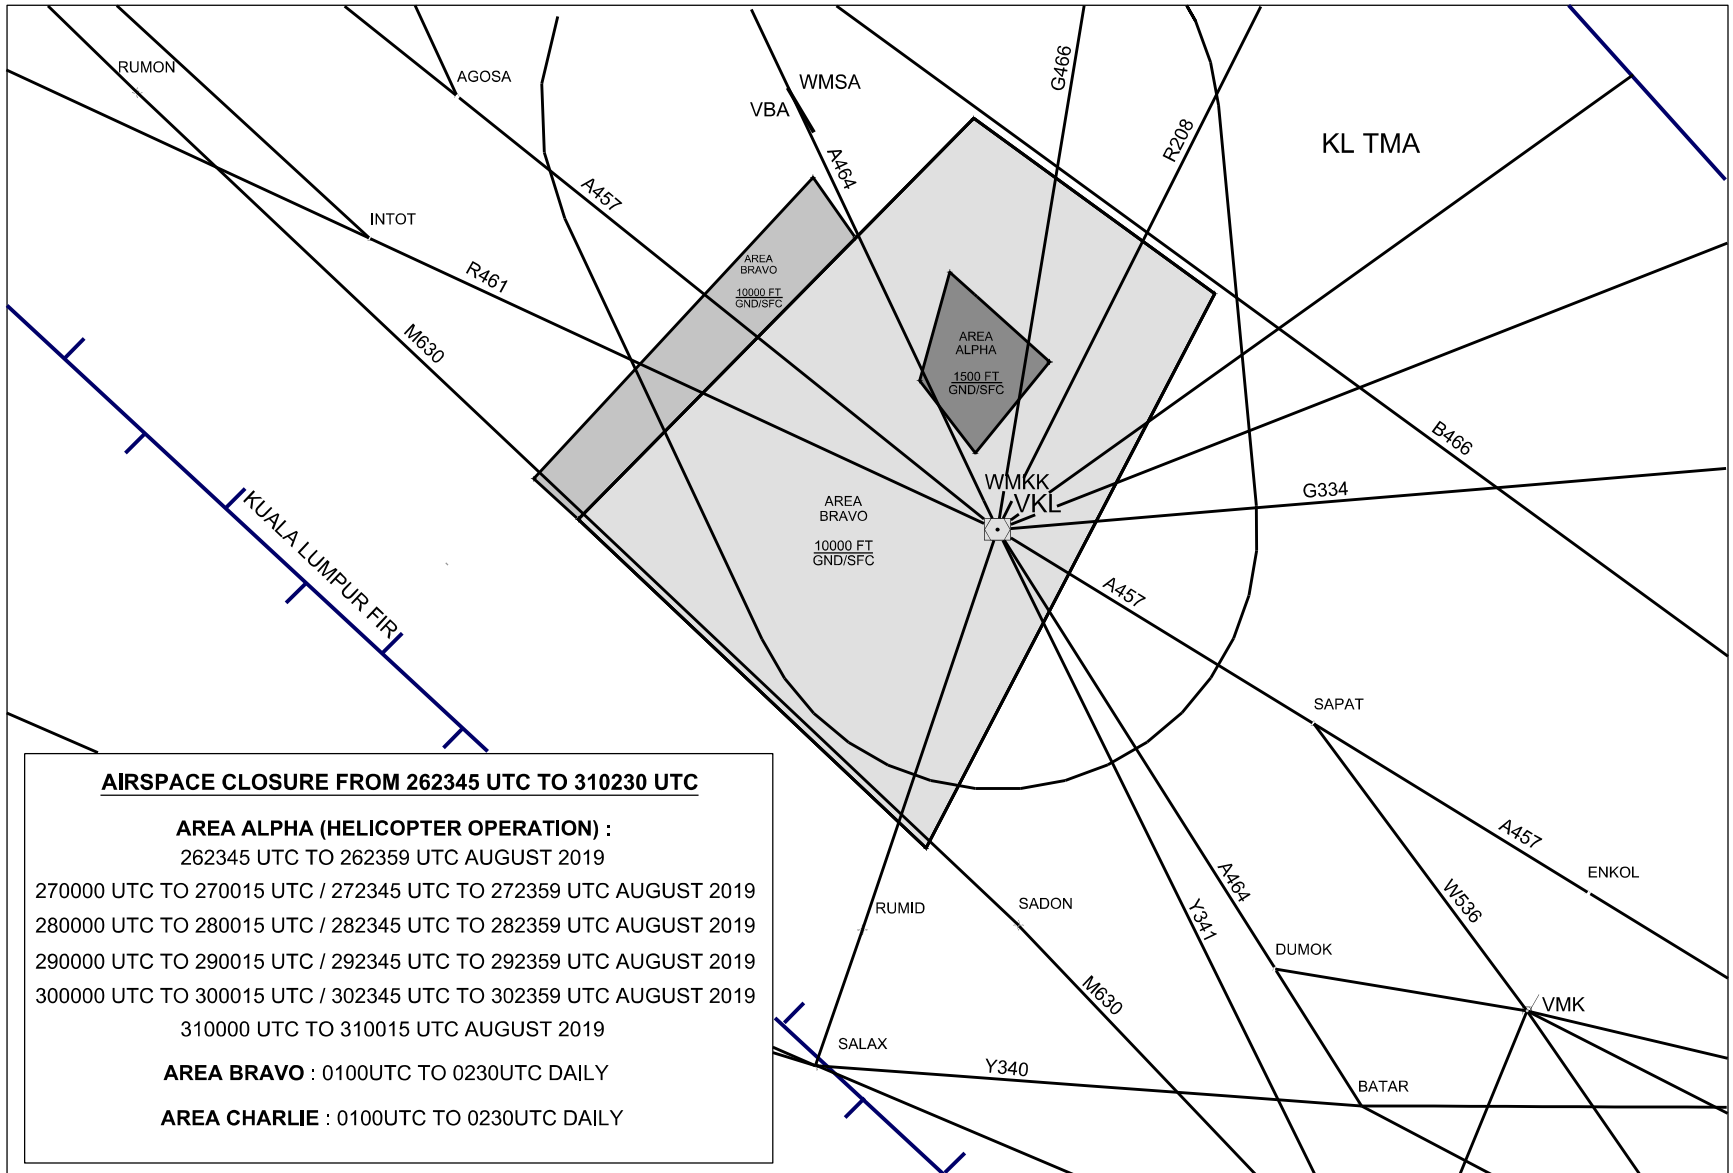 RUMON
AGOSA
WMSA
VBA
G466
R208
KL TMA
A464
A457
INTOT
R461
AREA
BRAVO
10000 FT
GND/SFC
M630
AREA
ALPHA
1500 FT
GND/SFC
B466
WMKK
VKL
G334
AREA
BRAVO
10000 FT
GND/SFC
KUALA LUMPUR FIR
A457
SAPAT
A457
ENKOL
W536
A464
Y341
RUMID
SADON
DUMOK
M630
VMK
SALAX
Y340
BATAR
AIRSPACE CLOSURE FROM 262345 UTC TO 310230 UTC
AREA ALPHA (HELICOPTER OPERATION) :
262345 UTC TO 262359 UTC AUGUST 2019
270000 UTC TO 270015 UTC / 272345 UTC TO 272359 UTC AUGUST 2019
280000 UTC TO 280015 UTC / 282345 UTC TO 282359 UTC AUGUST 2019
290000 UTC TO 290015 UTC / 292345 UTC TO 292359 UTC AUGUST 2019
300000 UTC TO 300015 UTC / 302345 UTC TO 302359 UTC AUGUST 2019
310000 UTC TO 310015 UTC AUGUST 2019
AREA BRAVO : 0100UTC TO 0230UTC DAILY
AREA CHARLIE : 0100UTC TO 0230UTC DAILY